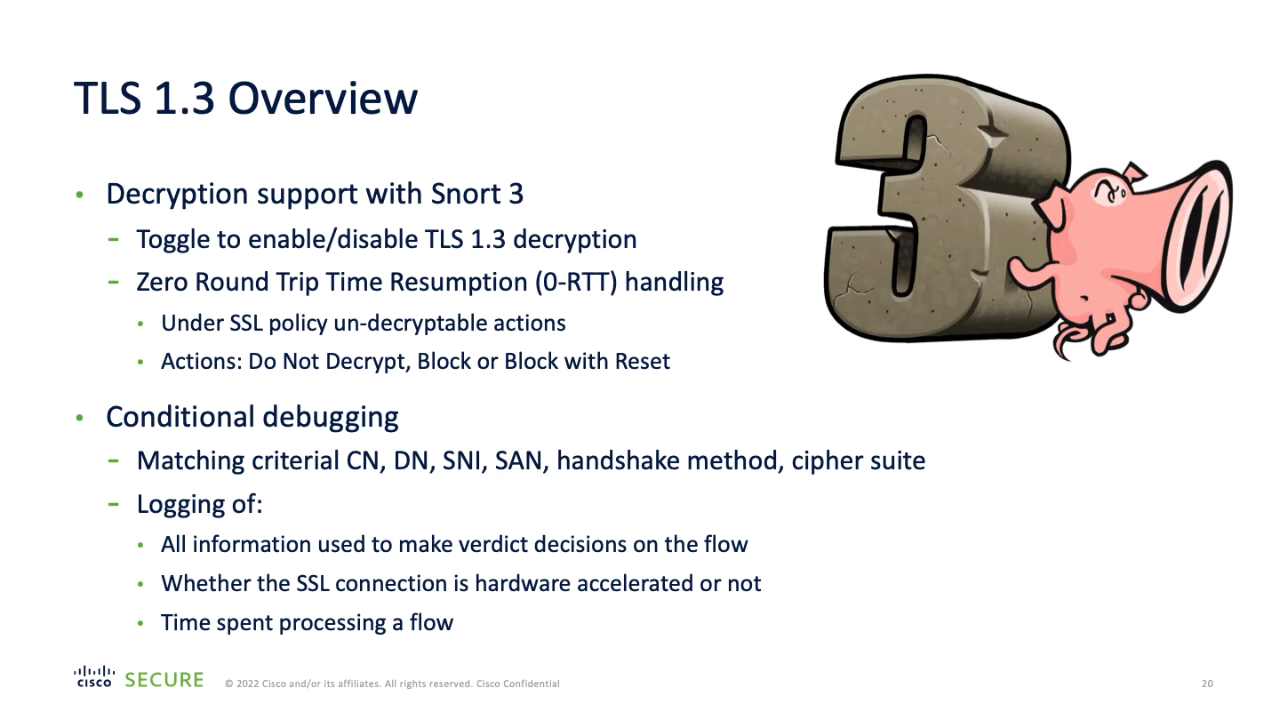 TLS 1.3 Overview
• Decryption support with Snort 3
– Toggle to enable/disable TLS 1.3 decryption
– Zero Round Trip Time Resumption (0-RTT) handling
• Under SSL policy un-decryptable actions
• Actions: Do Not Decrypt, Block or Block with Reset
• Conditional debugging
– Matching criterial CN, DN, SNI, SAN, handshake method, cipher suite
– Logging of:
• All information used to make verdict decisions on the flow
• Whether the SSL connection is hardware accelerated or not
• Time spent processing a flow
3
CISCO SECURE © 2022 Cisco and/or its affiliates. All rights reserved. Cisco Confidential 20